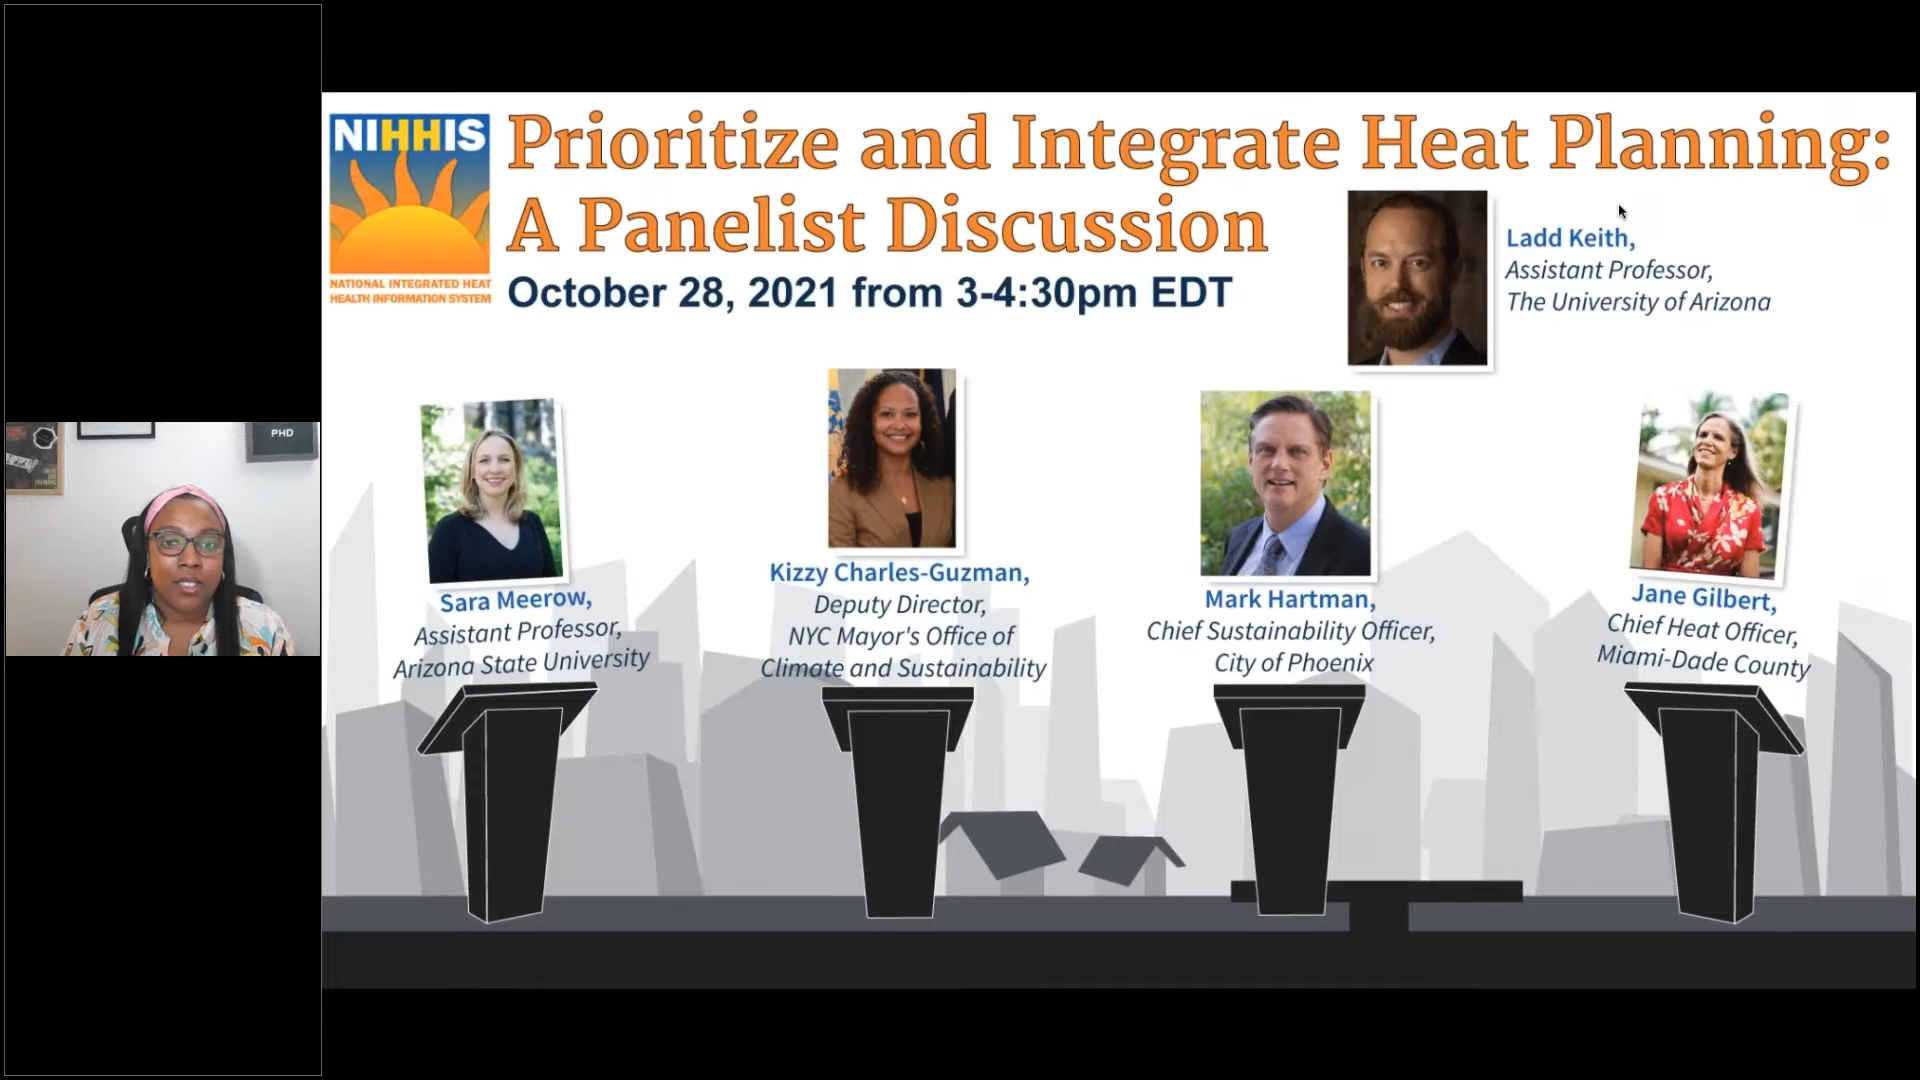 PHD
NIHHIS
NATIONAL INTEGRATED HEAT
HEALTH INFORMATION SYSTEM
Prioritize and Integrate Heat Planning:
A Panelist Discussion
October 28, 2021 from 3-4:30pm EDT
Ladd Keith,
Assistant Professor,
The University of Arizona
Sara Meerow,
Assistant Professor,
Arizona State University
Kizzy Charles-Guzman,
Deputy Director,
NYC Mayor's Office of
Climate and Sustainability
Mark Hartman,
Chief Sustainability Officer,
City of Phoenix
Jane Gilbert,
Chief Heat Officer,
Miami-Dade County